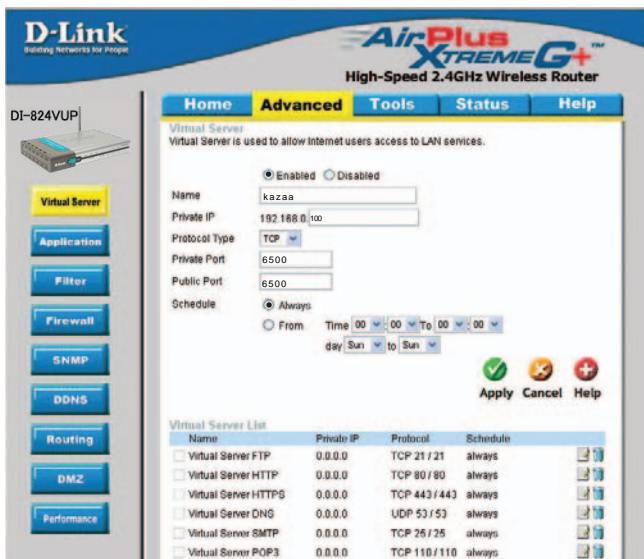 D-Link
Building Networks for People
AirPlus
XTREME G+™
High-Speed 2.4GHz Wireless Router
DI-824VUP
Home Advanced Tools Status Help
Virtual Server
Virtual Server is used to allow Internet users access to LAN services.
Enabled Disabled
Name kazaa
Private IP 192.168.0.100
Protocol Type TCP
Private Port 6500
Public Port 6500
Schedule Always
From Time 00 : 00 To 00 : 00
day Sun to Sun
Apply Cancel Help
Virtual Server
Application
Filter
Firewall
SNMP
DDNS
Routing
DMZ
Performance
Virtual Server List
Name Private IP Protocol Schedule
Virtual Server FTP 0.0.0.0 TCP 21 / 21 always
Virtual Server HTTP 0.0.0.0 TCP 80 / 80 always
Virtual Server HTTPS 0.0.0.0 TCP 443 / 443 always
Virtual Server DNS 0.0.0.0 UDP 53 / 53 always
Virtual Server SMTP 0.0.0.0 TCP 25 / 25 always
Virtual Server POP3 0.0.0.0 TCP 110 / 110 always